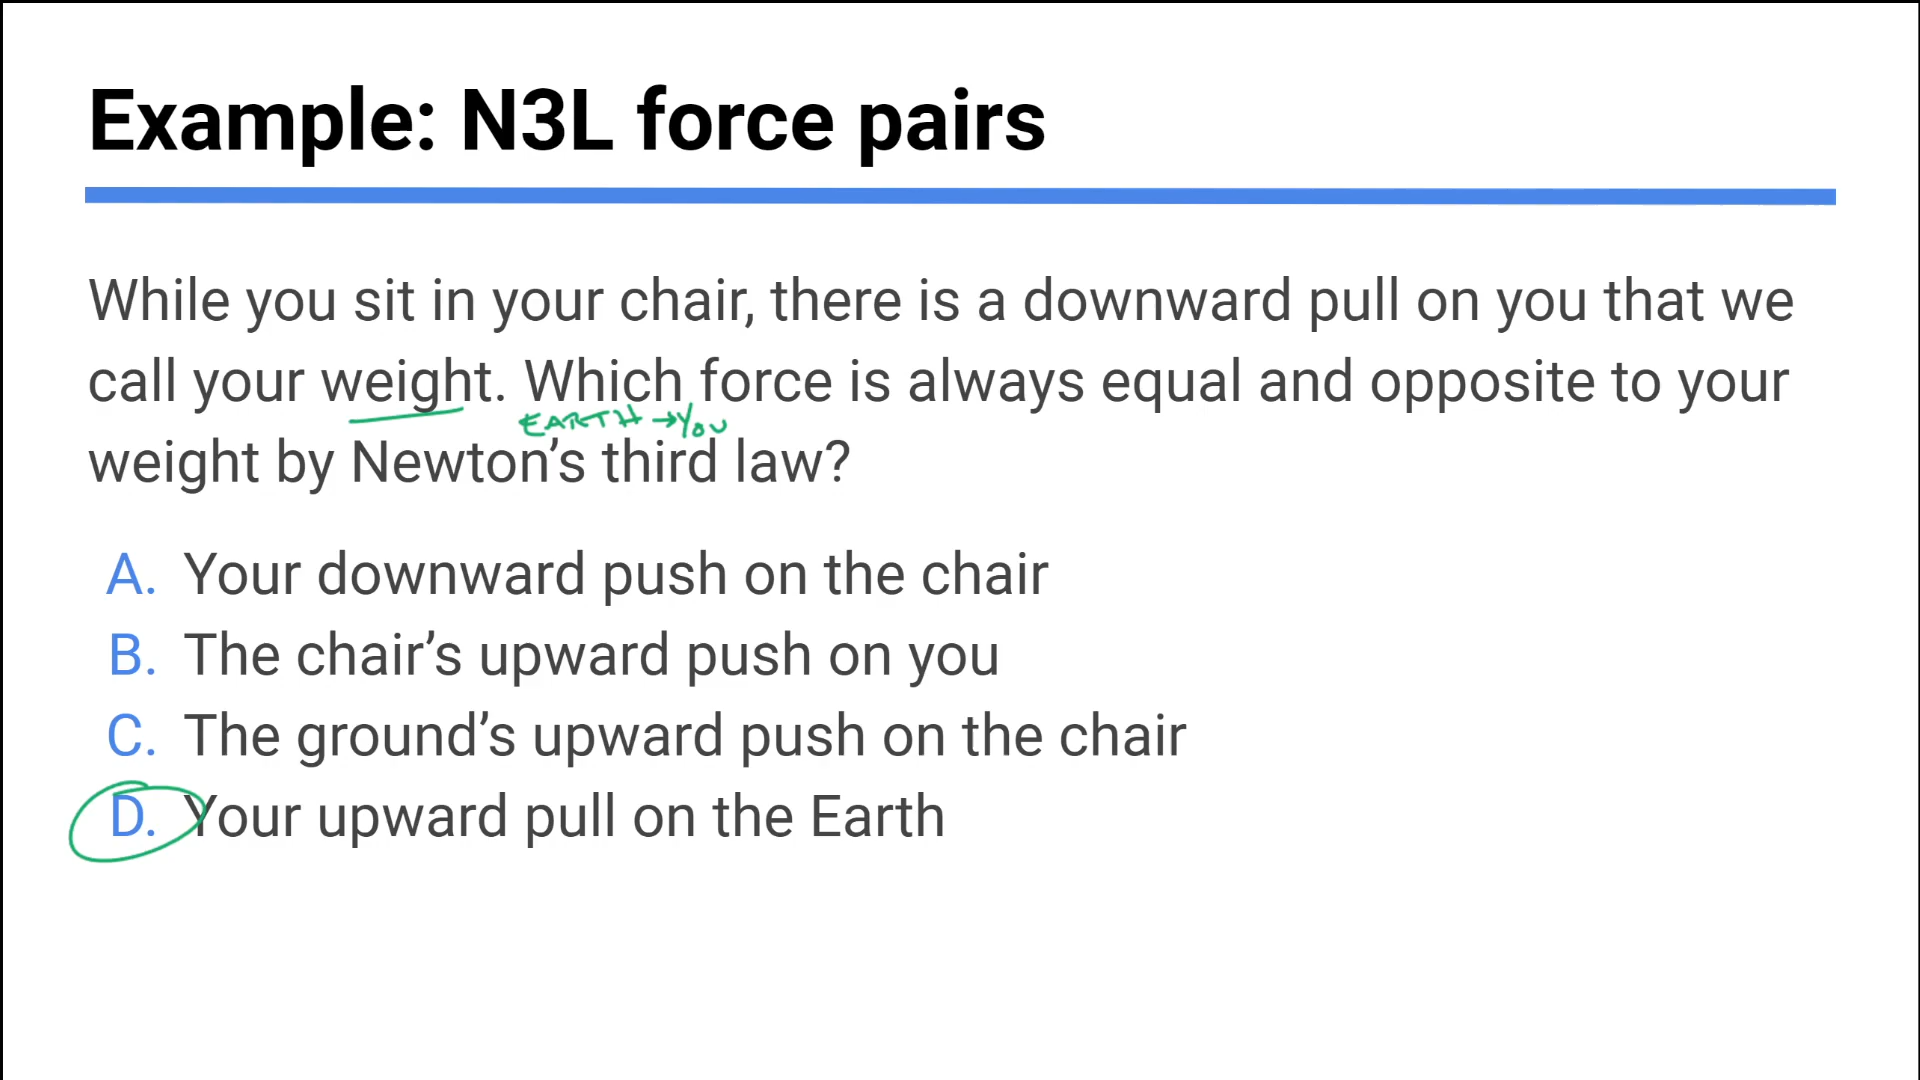 Example: N3L force pairs
While you sit in your chair, there is a downward pull on you that we
call your weight. Which force is always equal and opposite to your
EARTH → YOU
weight by Newton’s third law?
A. Your downward push on the chair
B. The chair’s upward push on you
C. The ground’s upward push on the chair
D. Your upward pull on the Earth